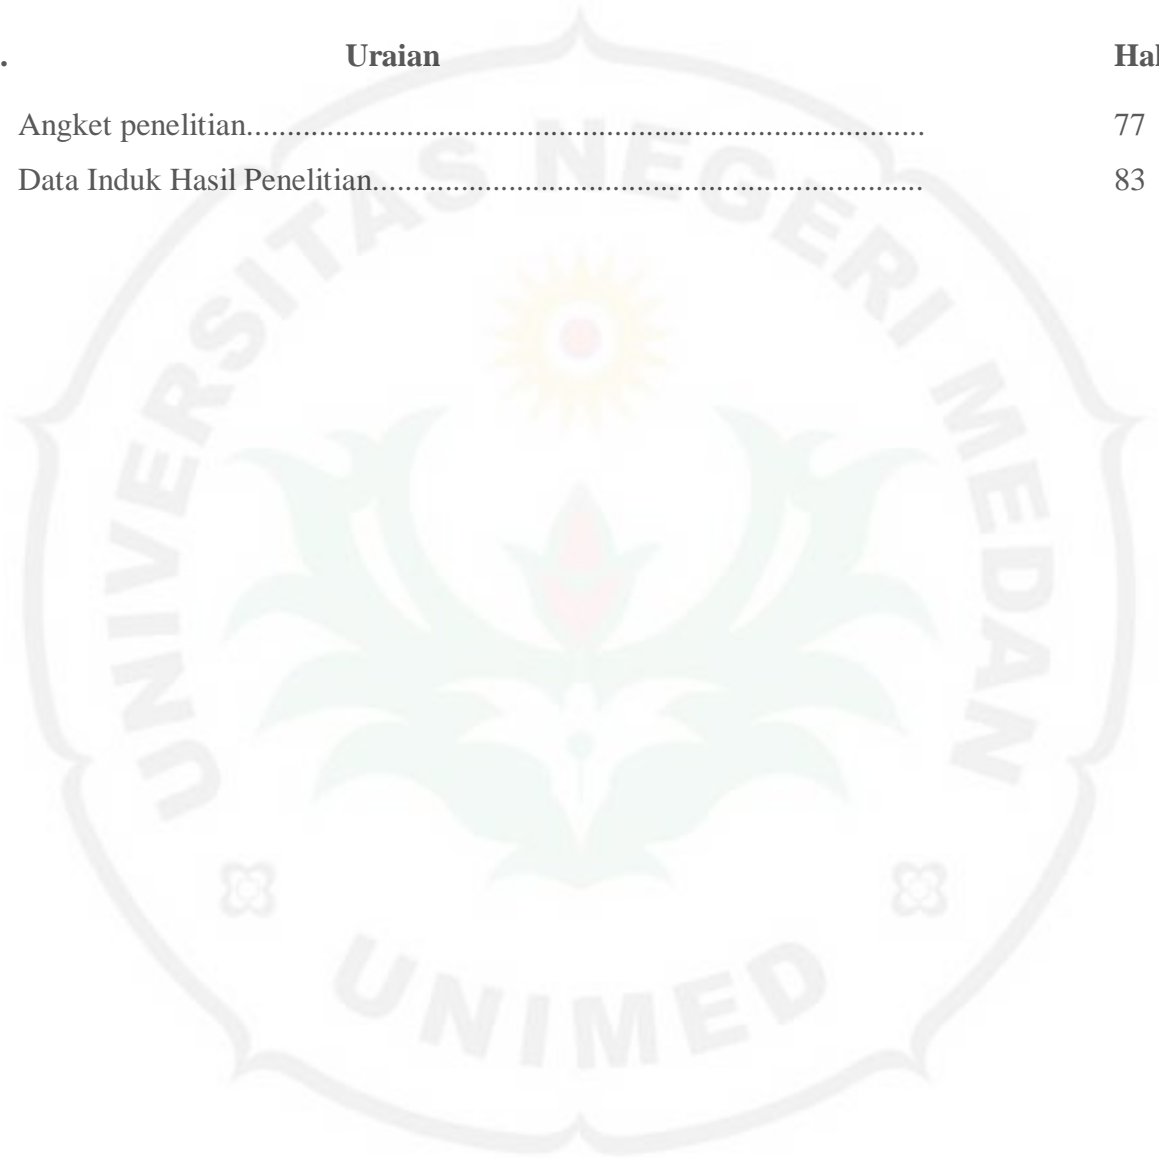 . Uraian Hal
Angket penelitian.................................................................................... 77
Data Induk Hasil Penelitian.................................................................... 83
UNIVERSITAS NEGERI MEDAN
UNIMED